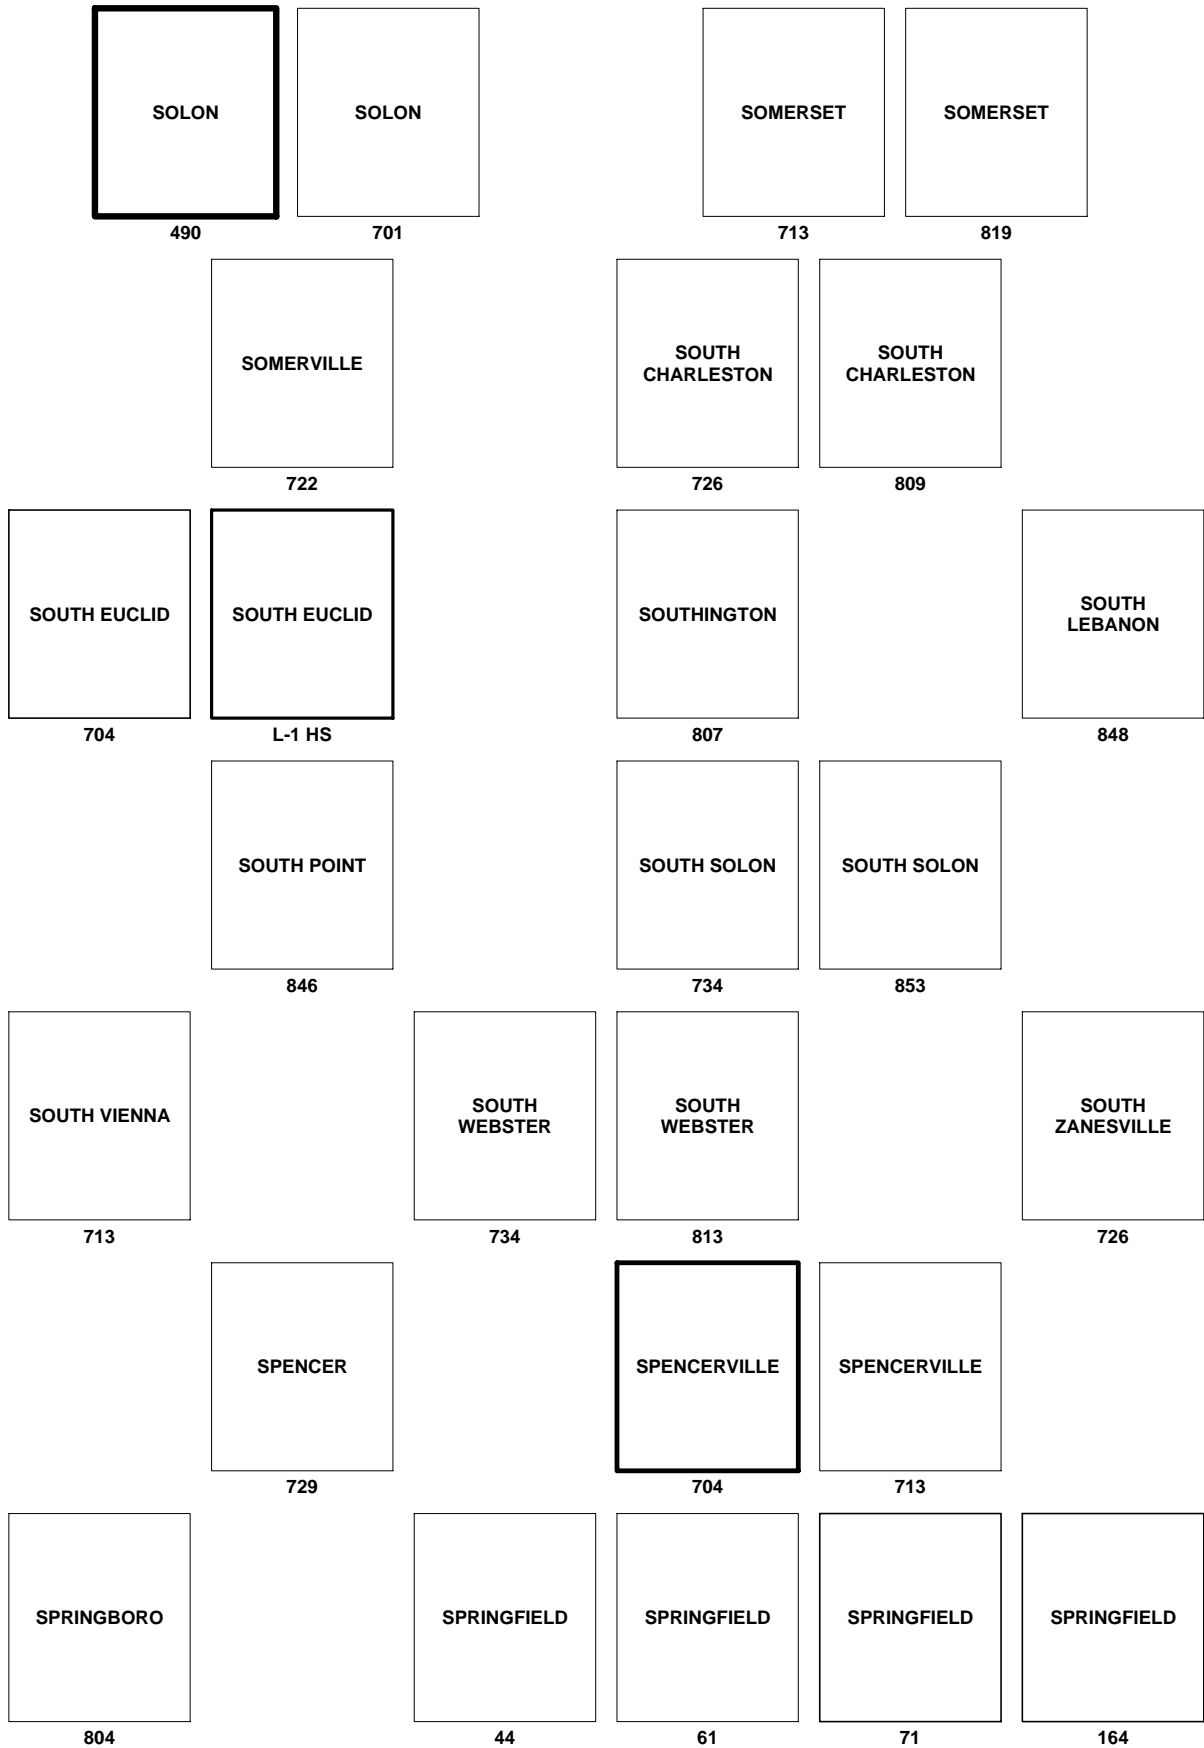 SOLON
490
SOLON
701
SOMERSET
713
SOMERSET
819
SOMERVILLE
722
SOUTH
CHARLESTON
726
SOUTH
CHARLESTON
809
SOUTH EUCLID
704
SOUTH EUCLID
L-1 HS
SOUTHINGTON
807
SOUTH
LEBANON
848
SOUTH POINT
846
SOUTH SOLON
734
SOUTH SOLON
853
SOUTH VIENNA
713
SOUTH
WEBSTER
734
SOUTH
WEBSTER
813
SOUTH
ZANESVILLE
726
SPENCER
729
SPENCERVILLE
704
SPENCERVILLE
713
SPRINGBORO
804
SPRINGFIELD
44
SPRINGFIELD
61
SPRINGFIELD
71
SPRINGFIELD
164